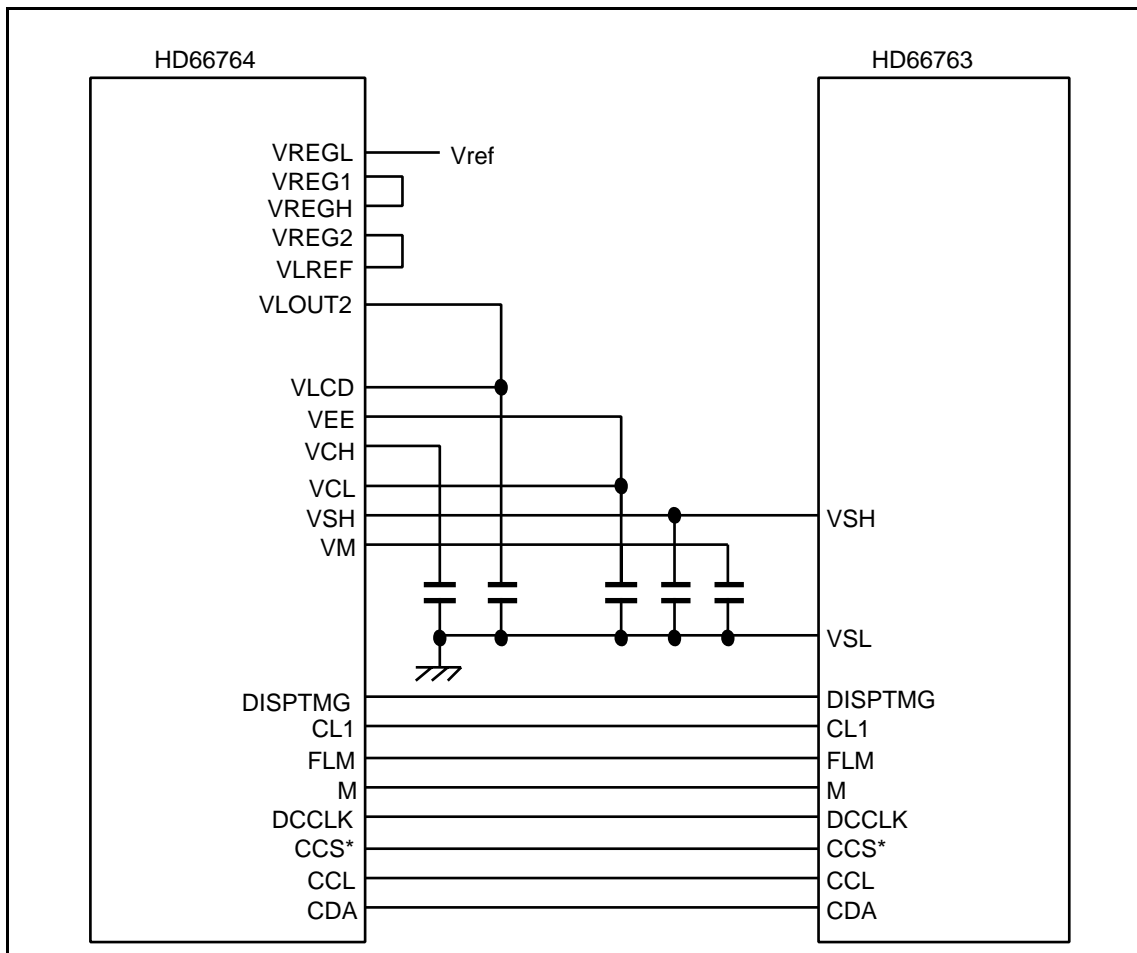 HD66764
HD66763
VREGL
Vref
VREG1
VREGH
VREG2
VLREF
VLOUT2
VLCD
VEE
VCH
VCL
VSH
VSH
VM
VSL
DISPTMG
DISPTMG
CL1
CL1
FLM
FLM
M
M
DCCLK
DCCLK
CCS*
CCS*
CCL
CCL
CDA
CDA